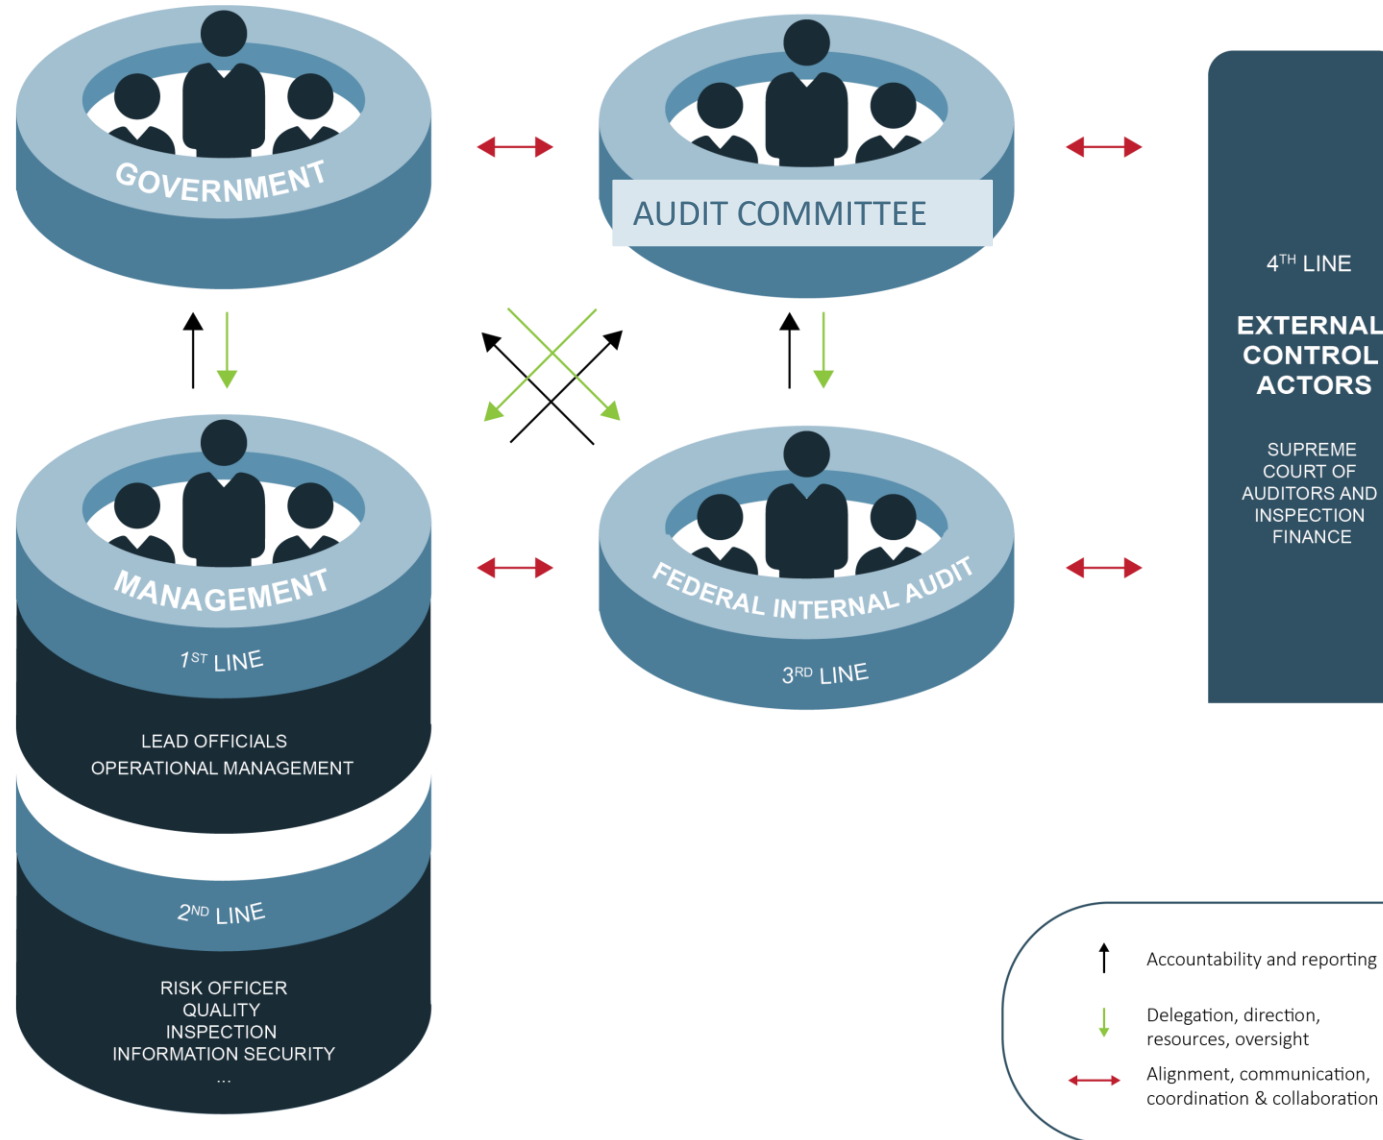 GOVERNMENT
AUDIT COMMITTEE
4TH LINE
EXTERNAL
CONTROL
ACTORS
SUPREME
COURT OF
AUDITORS AND
INSPECTION
FINANCE
MANAGEMENT
1ST LINE
LEAD OFFICIALS
OPERATIONAL MANAGEMENT
FEDERAL INTERNAL AUDIT
3RD LINE
2ND LINE
RISK OFFICER
QUALITY
INSPECTION
INFORMATION SECURITY
...
Accountability and reporting
Delegation, direction,
resources, oversight
Alignment, communication,
coordination & collaboration